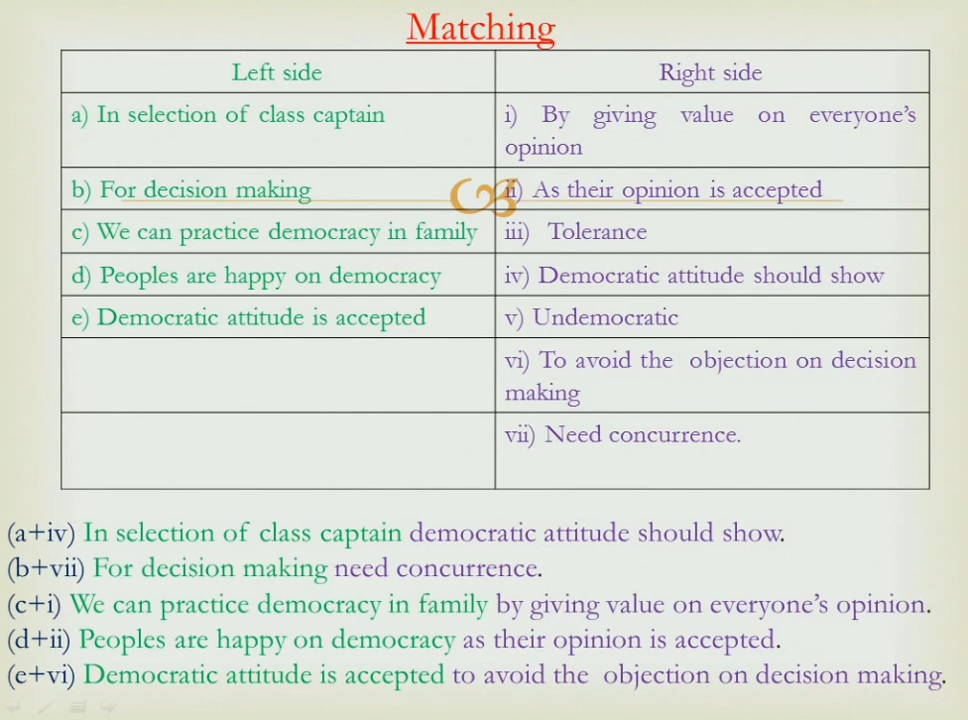 Matching
Left side
Right side
a) In selection of class captain
i) By giving value on everyone's
opinion
b) For decision making
ii) As their opinion is accepted
c) We can practice democracy in family
iii) Tolerance
d) Peoples are happy on democracy
iv) Democratic attitude should show
e) Democratic attitude is accepted
v) Undemocratic
vi) To avoid the objection on decision
making
vii) Need concurrence.
(a+iv) In selection of class captain democratic attitude should show.
(b+vii) For decision making need concurrence.
(c+i) We can practice democracy in family by giving value on everyone's opinion.
(d+ii) Peoples are happy on democracy as their opinion is accepted.
(e+vi) Democratic attitude is accepted to avoid the objection on decision making.